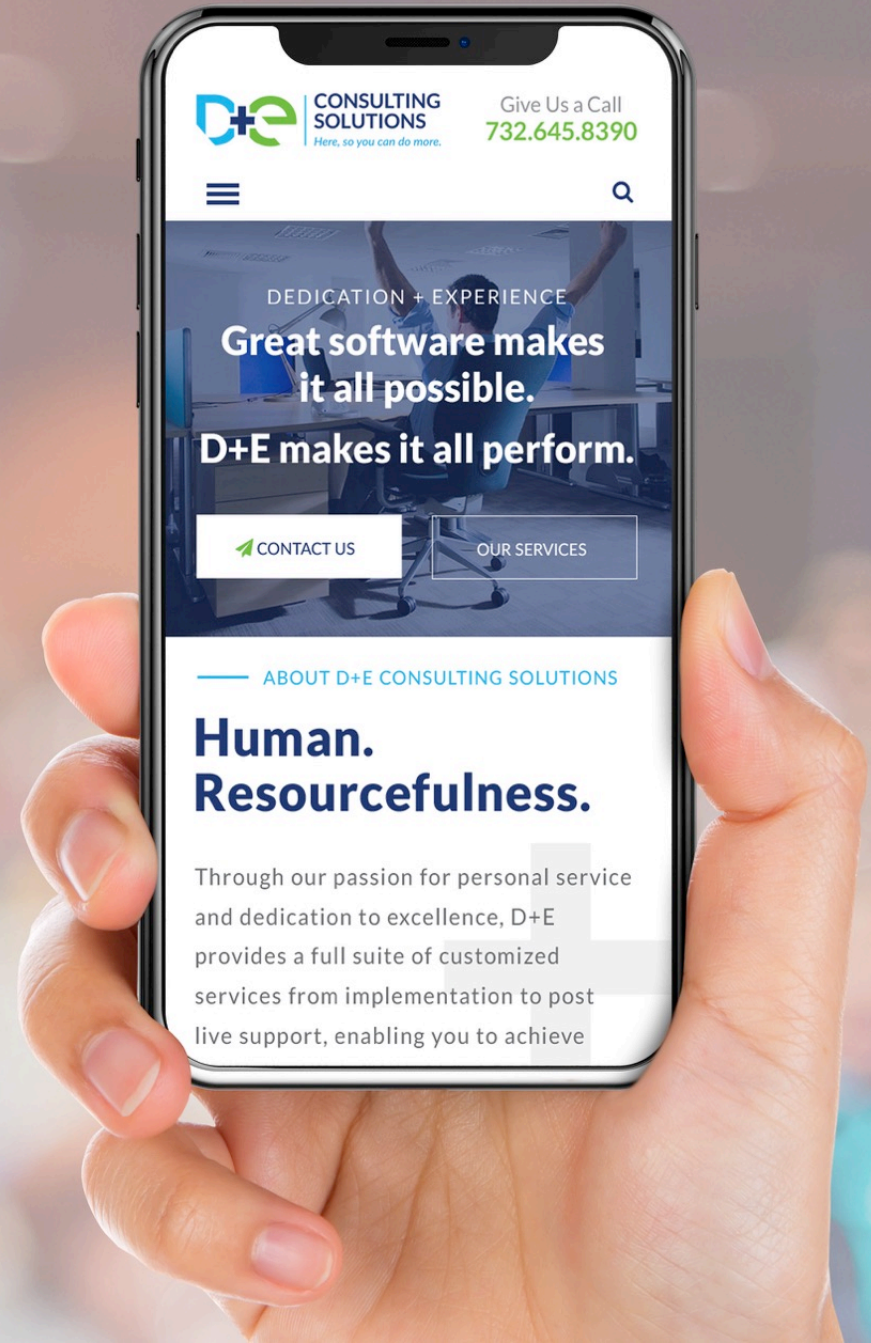 D+e
CONSULTING
SOLUTIONS
Here, so you can do more.
Give Us a Call
732.645.8390
DEDICATION + EXPERIENCE
Great software makes
it all possible.
D+E makes it all perform.
CONTACT US
OUR SERVICES
ABOUT D+E CONSULTING SOLUTIONS
Human.
Resourcefulness.
Through our passion for personal service
and dedication to excellence, D+E
provides a full suite of customized
services from implementation to post
live support, enabling you to achieve